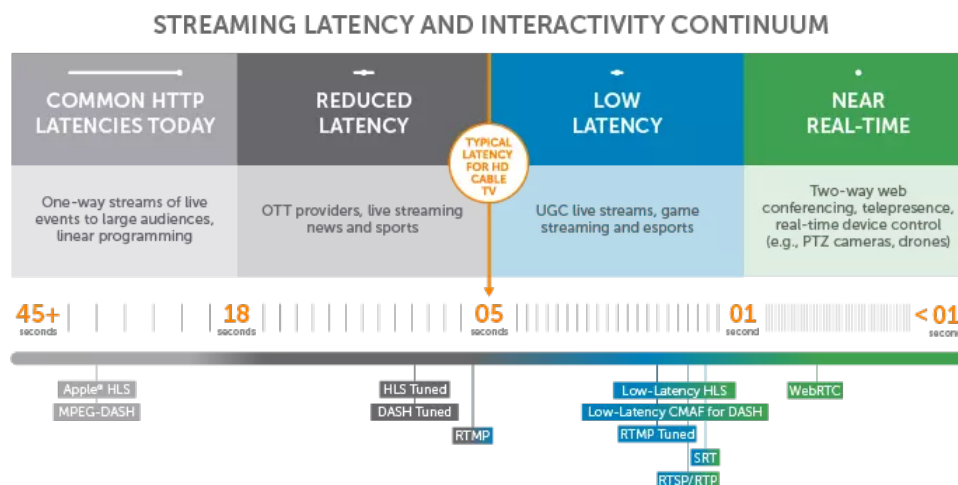 STREAMING LATENCY AND INTERACTIVITY CONTINUUM
COMMON HTTP
LATENCIES TODAY
REDUCED
LATENCY
LOW
LATENCY
NEAR
REAL-TIME
TYPICAL
LATENCY
FOR HD
CABLE
TV
One-way streams of live
events to large audiences,
linear programming
OTT providers, live streaming
news and sports
UGC live streams, game
streaming and esports
Two-way web
conferencing, telepresence,
real-time device control
(e.g., PTZ cameras, drones)
45+
seconds
18
seconds
05
seconds
01
second
< 01
second
Apple® HLS
MPEG-DASH
HLS Tuned
DASH Tuned
RTMP
Low-Latency HLS
Low-Latency CMAF for DASH
RTMP Tuned
SRT
RTSP/RTP
WebRTC